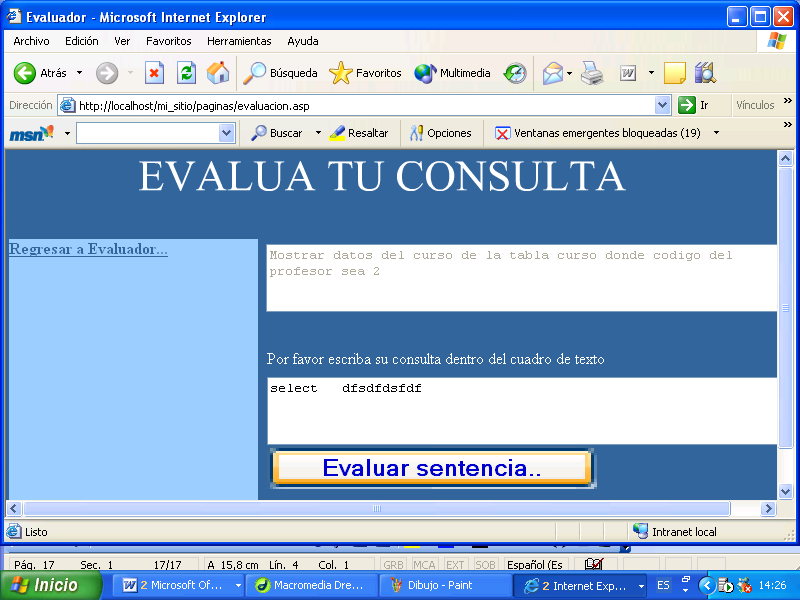 Evaluador - Microsoft Internet Explorer
Archivo Edición Ver Favoritos Herramientas Ayuda
Atrás Búsqueda Favoritos Multimedia
Dirección http://localhost/mi_sitio/paginas/evaluacion.asp Ir Vínculos »
msn Buscar Resaltar Opciones Ventanas emergentes bloqueadas (19) »
EVALUA TU CONSULTA
Regresar a Evaluador...
Mostrar datos del curso de la tabla curso donde codigo del
profesor sea 2
Por favor escriba su consulta dentro del cuadro de texto
select dfsdfdsfdf
Evaluar sentencia..
Listo Intranet local
Pág. 17 Sec. 1 17/17 A 15,8 cm Lín. 4 Col. 1 GRB MCA EXT SOB Español (Es
Inicio 2 Microsoft Of... Macromedia Dre... Dibujo - Paint 2 Internet Exp... ES 14:26